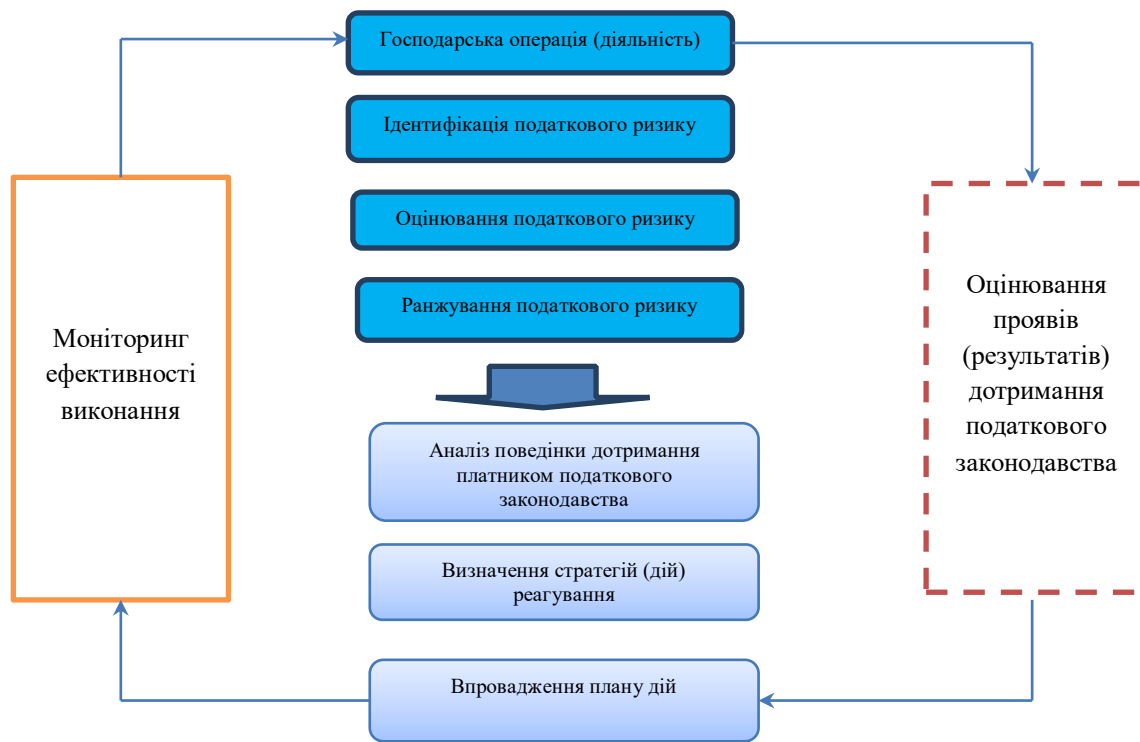 Господарська операція (діяльність)
Ідентифікація податкового ризику
Оцінювання податкового ризику
Ранжування податкового ризику
Моніторинг
ефективності
виконання
Оцінювання
проявів
(результатів)
дотримання
податкового
законодавства
Аналіз поведінки дотримання
платником податкового
законодавства
Визначення стратегій (дій)
реагування
Впровадження плану дій